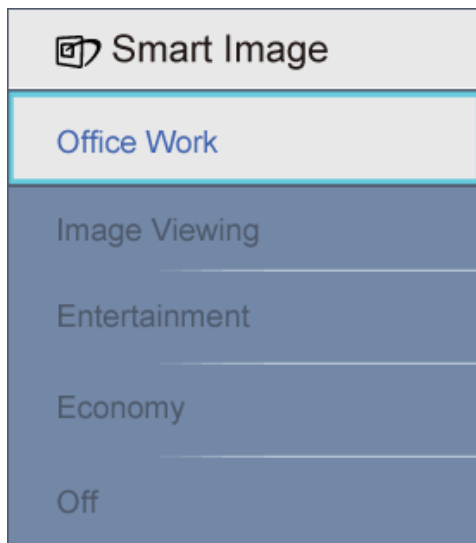 Smart Image
Office Work
Image Viewing
Entertainment
Economy
Off